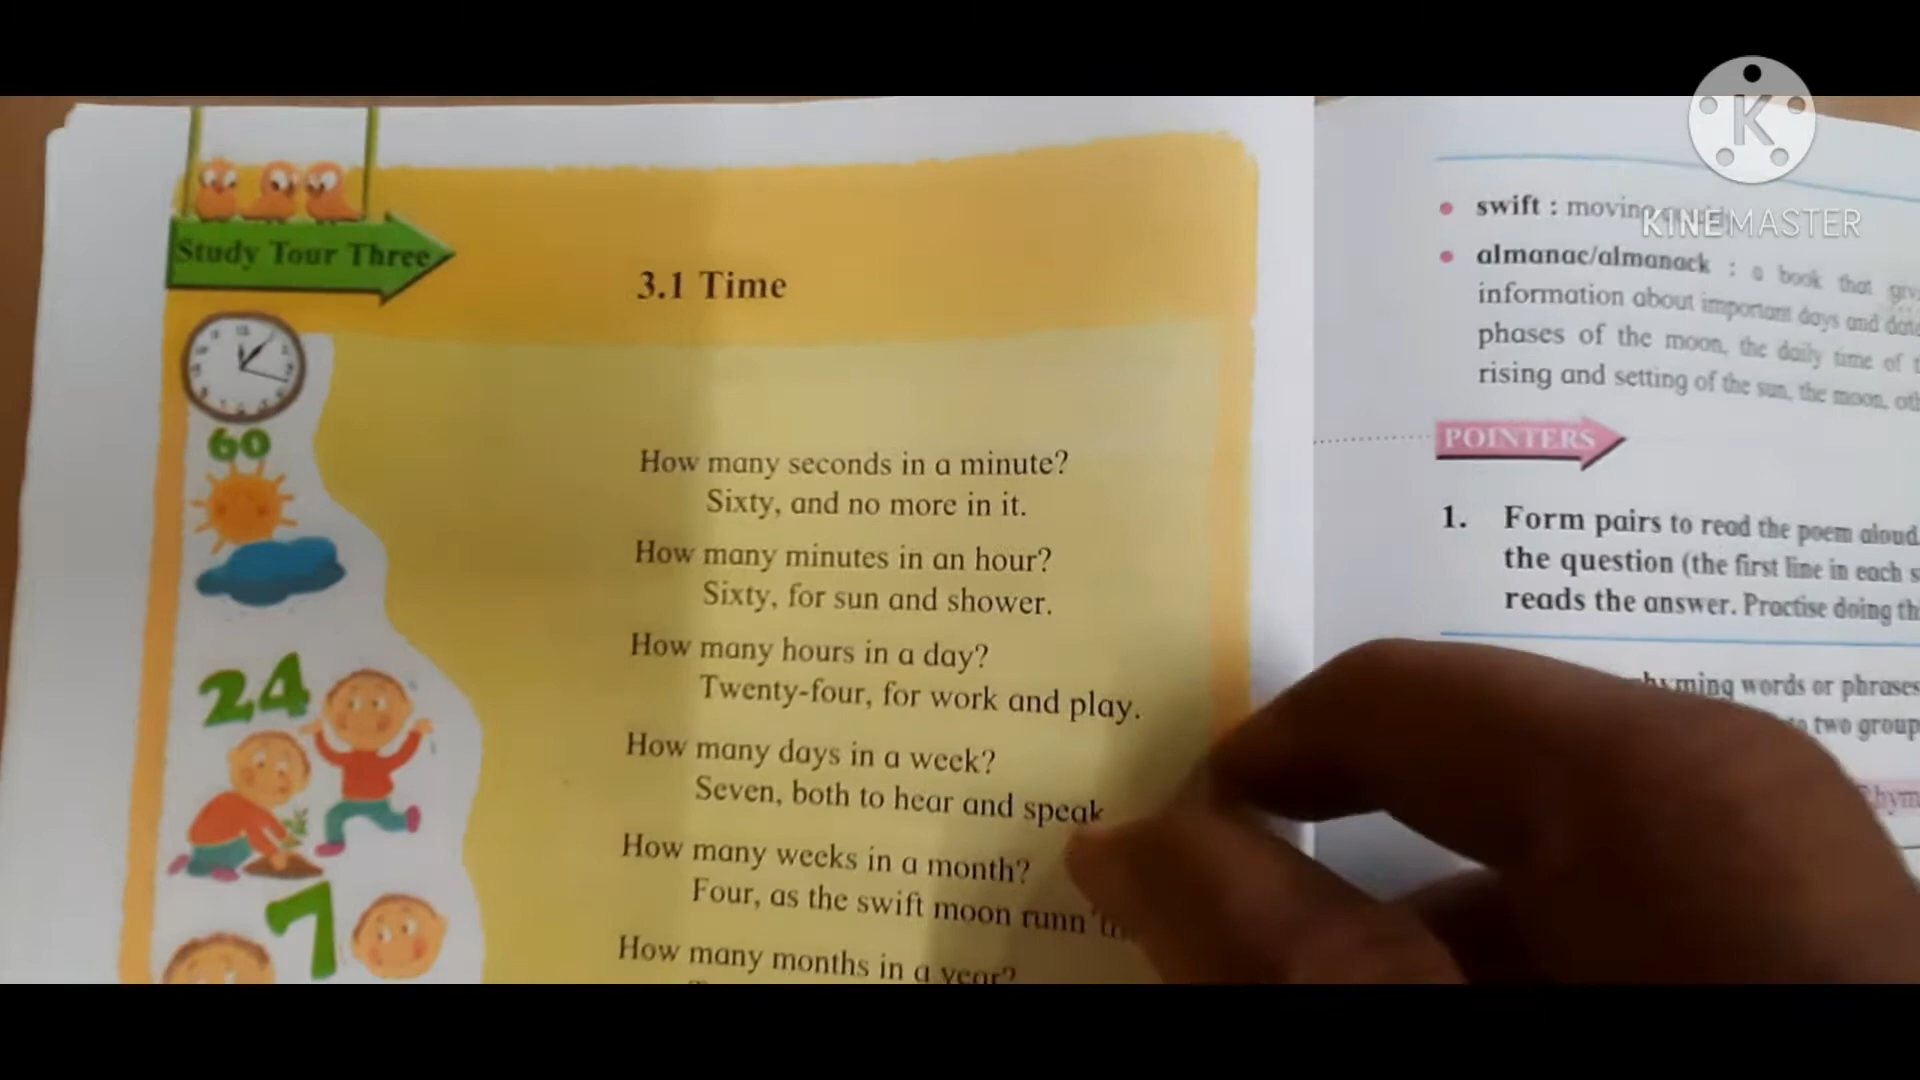 Study Tour Three
3.1 Time
60
24
7
How many seconds in a minute?
Sixty, and no more in it.
How many minutes in an hour?
Sixty, for sun and shower.
How many hours in a day?
Twenty-four, for work and play.
How many days in a week?
Seven, both to hear and speak
How many weeks in a month?
Four, as the swift moon runn'th
How many months in a year?
K
KINEMASTER
swift : moving
almanac/almanack : a book that
information about important days and
phases of the moon, the daily time of
rising and setting of the sun, the moon,
POINTERS
1. Form pairs to read the poem aloud.
the question (the first line in each
reads the answer. Practise doing
words or phrases
two